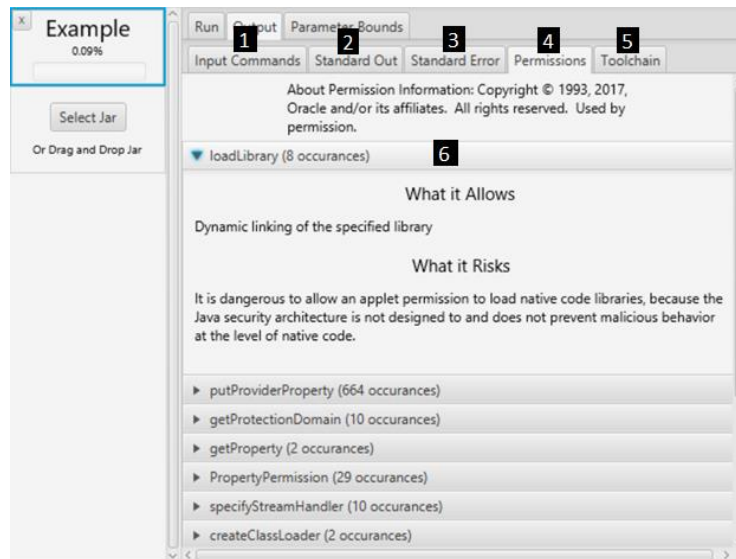 x
Example
0.09%
Select Jar
Or Drag and Drop Jar
Run Output Parameter Bounds
1 2 3 4 5
Input Commands Standard Out Standard Error Permissions Toolchain
About Permission Information: Copyright © 1993, 2017,
Oracle and/or its affiliates. All rights reserved. Used by
permission.
loadLibrary (8 occurances) 6
What it Allows
Dynamic linking of the specified library
What it Risks
It is dangerous to allow an applet permission to load native code libraries, because the
Java security architecture is not designed to and does not prevent malicious behavior
at the level of native code.
putProviderProperty (664 occurances)
getProtectionDomain (10 occurances)
getProperty (2 occurances)
PropertyPermission (29 occurances)
specifyStreamHandler (10 occurances)
createClassLoader (2 occurances)